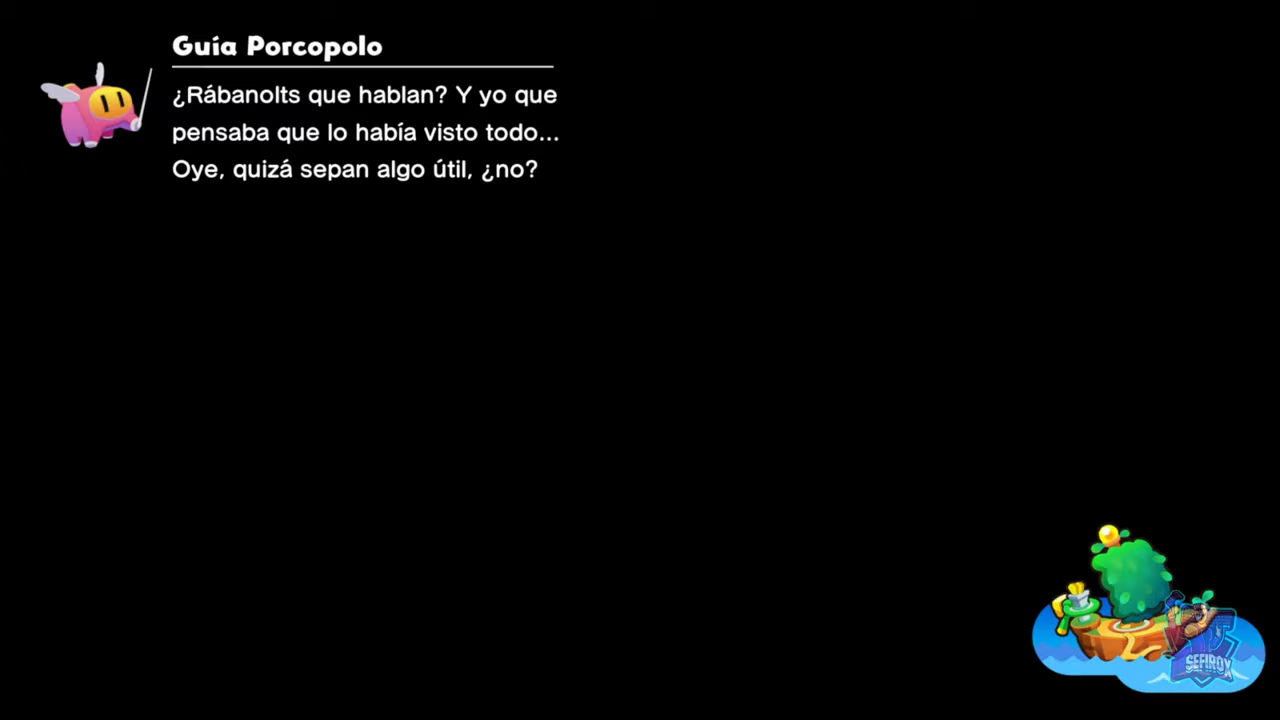 Guía Porcopolo
¿Rábanolts que hablan? Y yo que
pensaba que lo había visto todo...
Oye, quizá sepan algo útil, ¿no?
SEFIROX